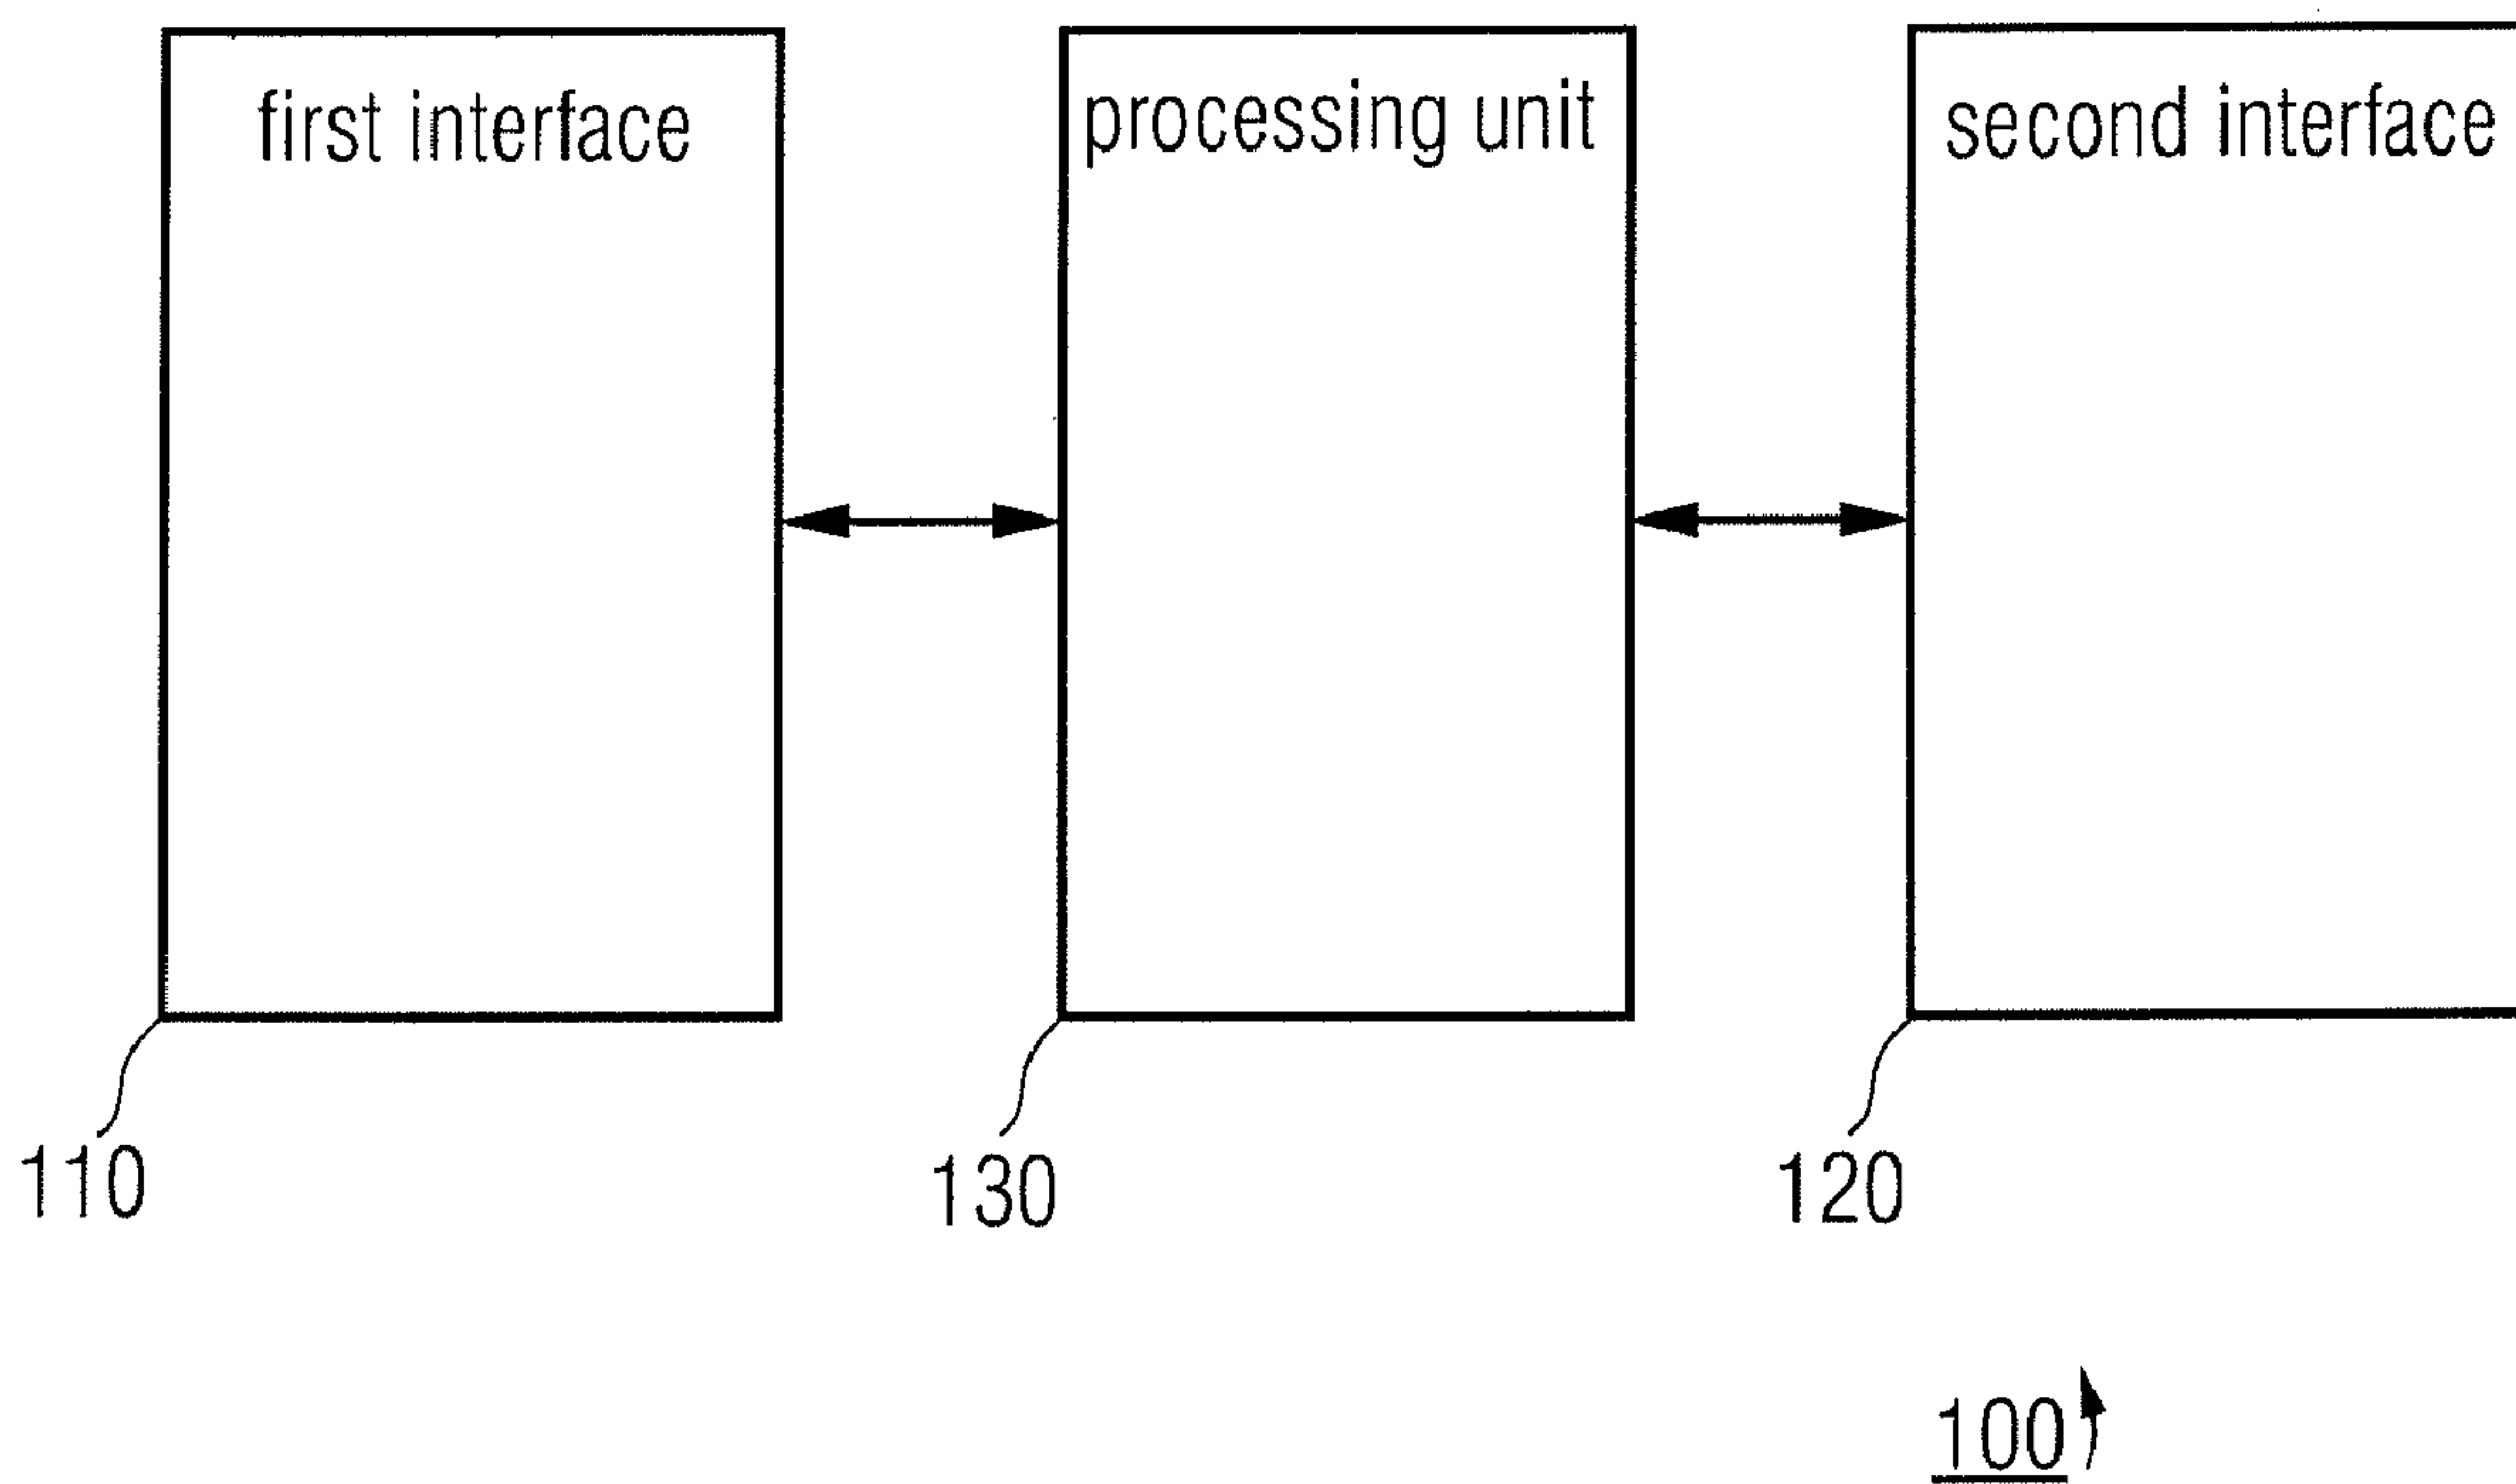 first interface
processing unit
second interface
110
130
120
100